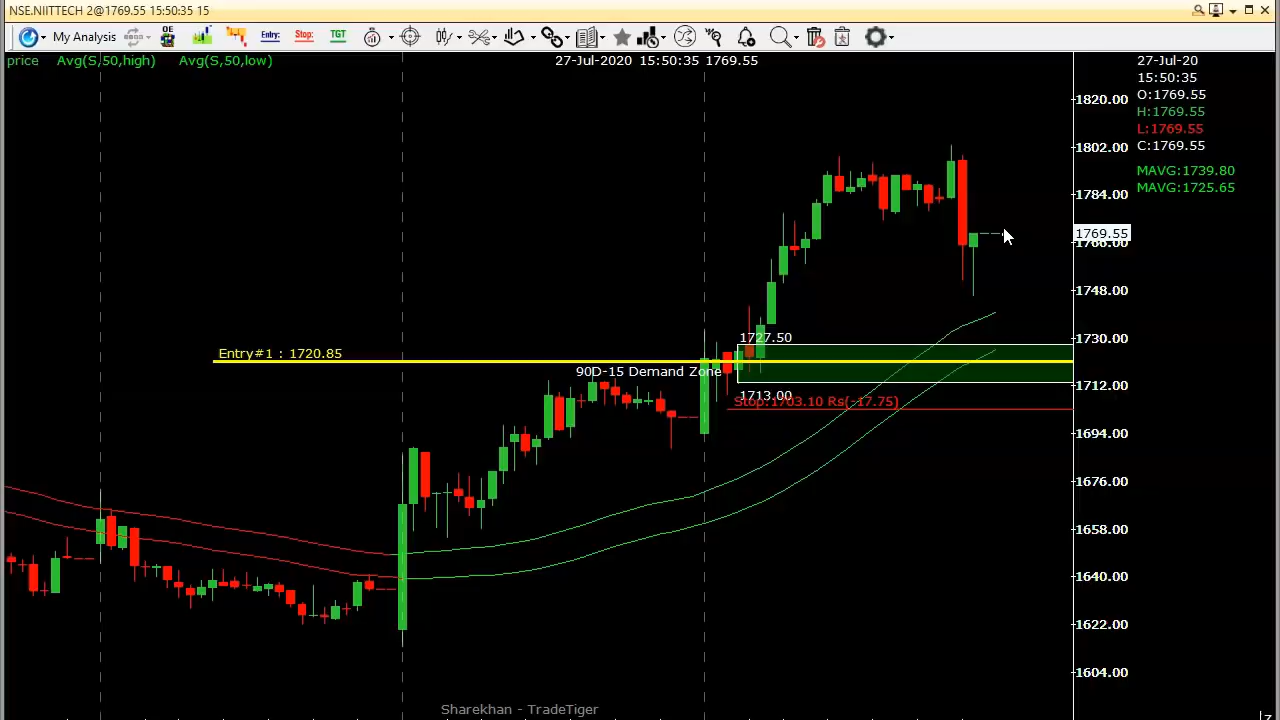 NSE.NIITTECH 2@1769.55 15:50:35 15
My Analysis
OE
Entry:
Stop:
TGT
price Avg(S,50,high) Avg(S,50,low)
27-Jul-2020 15:50:35 1769.55
27-Jul-20
15:50:35
O:1769.55
H:1769.55
L:1769.55
C:1769.55
MAVG:1739.80
MAVG:1725.65
1820.00
1802.00
1784.00
1769.55
1766.00
1748.00
1730.00
1712.00
1694.00
1676.00
1658.00
1640.00
1622.00
1604.00
1727.50
Entry#1 : 1720.85
90D-15 Demand Zone
1713.00
Stop:1703.10 Rs(-17.75)
Sharekhan - TradeTiger